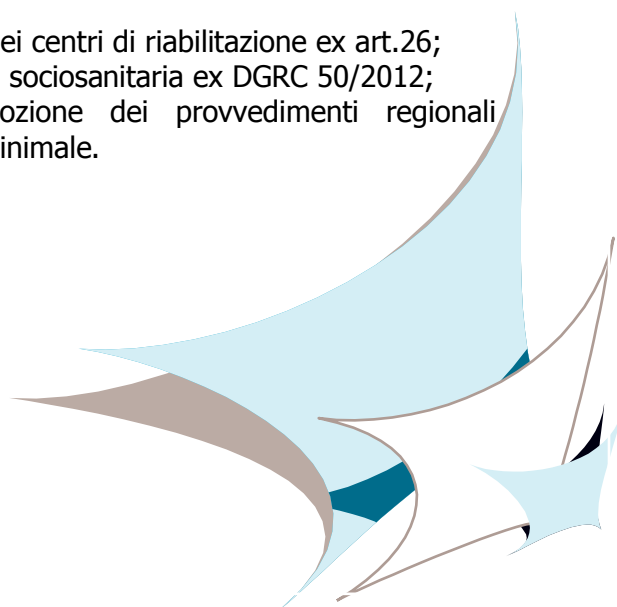 ei centri di riabilitazione ex art.26;
sociosanitaria ex DGRC 50/2012;
ozione dei provvedimenti regionali
inimale.